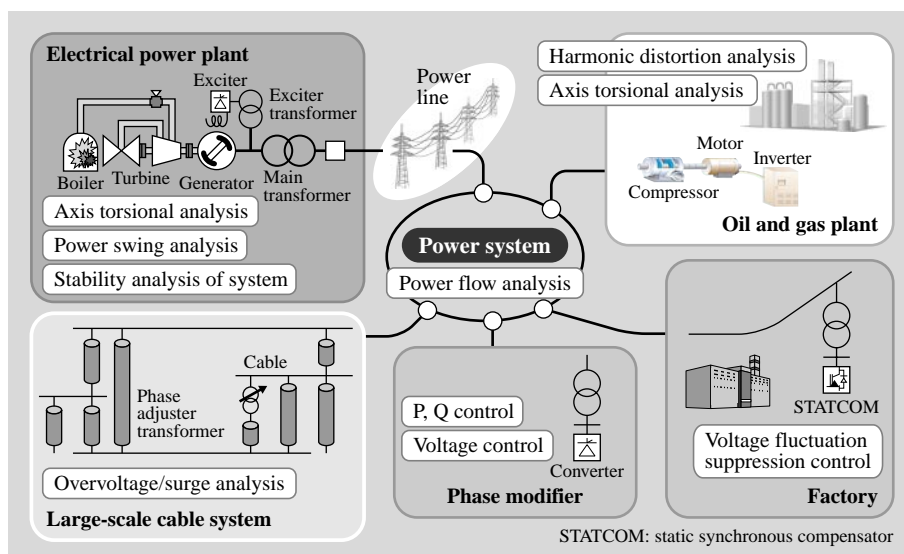 Electrical power plant
Exciter
Exciter
transformer
Boiler
Turbine
Generator
Main
transformer
Axis torsional analysis
Power swing analysis
Stability analysis of system
Power
line
Harmonic distortion analysis
Axis torsional analysis
Motor
Inverter
Compressor
Oil and gas plant
Power system
Power flow analysis
Cable
Phase
adjuster
transformer
Overvoltage/surge analysis
Large-scale cable system
P, Q control
Voltage control
Converter
Phase modifier
STATCOM
Voltage fluctuation
suppression control
Factory
STATCOM: static synchronous compensator